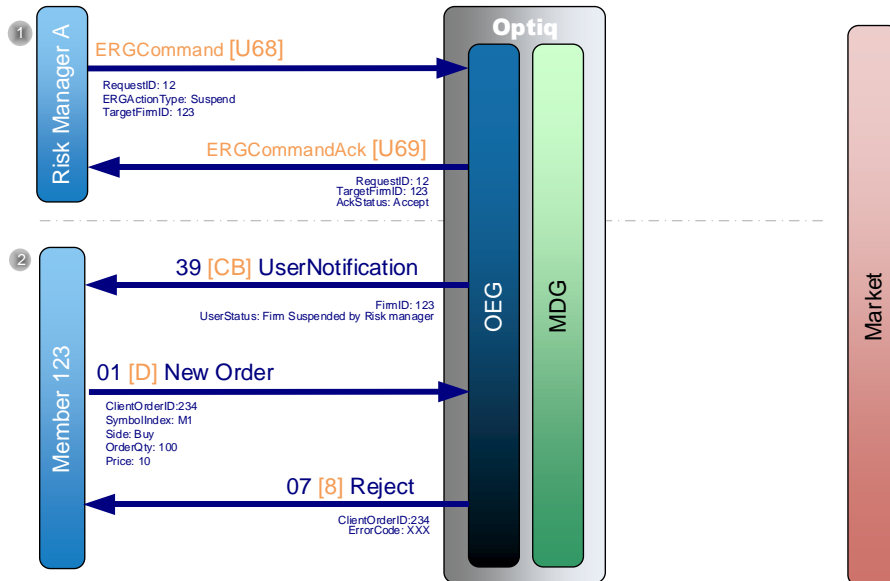 1
Risk Manager A
Optiq
ERGCommand [U68]
RequestID: 12
ERGActionType: Suspend
TargetFirmID: 123
ERGCommandAck [U69]
RequestID: 12
TargetFirmID: 123
AckStatus: Accept
2
Member 123
39 [CB] UserNotification
FirmID: 123
UserStatus: Firm Suspended by Risk manager
01 [D] New Order
ClientOrderID:234
SymbolIndex: M1
Side: Buy
OrderQty: 100
Price: 10
07 [8] Reject
ClientOrderID:234
ErrorCode: XXX
OEG
MDG
Market